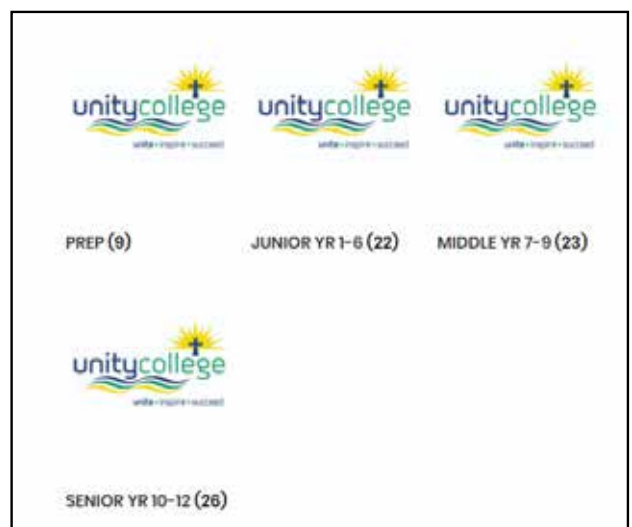 unitycollege unitycollege unitycollege
unite • inspire • succeed unite • inspire • succeed unite • inspire • succeed
PREP (9) JUNIOR YR 1-6 (22) MIDDLE YR 7-9 (23)
unitycollege
unite • inspire • succeed
SENIOR YR 10-12 (26)